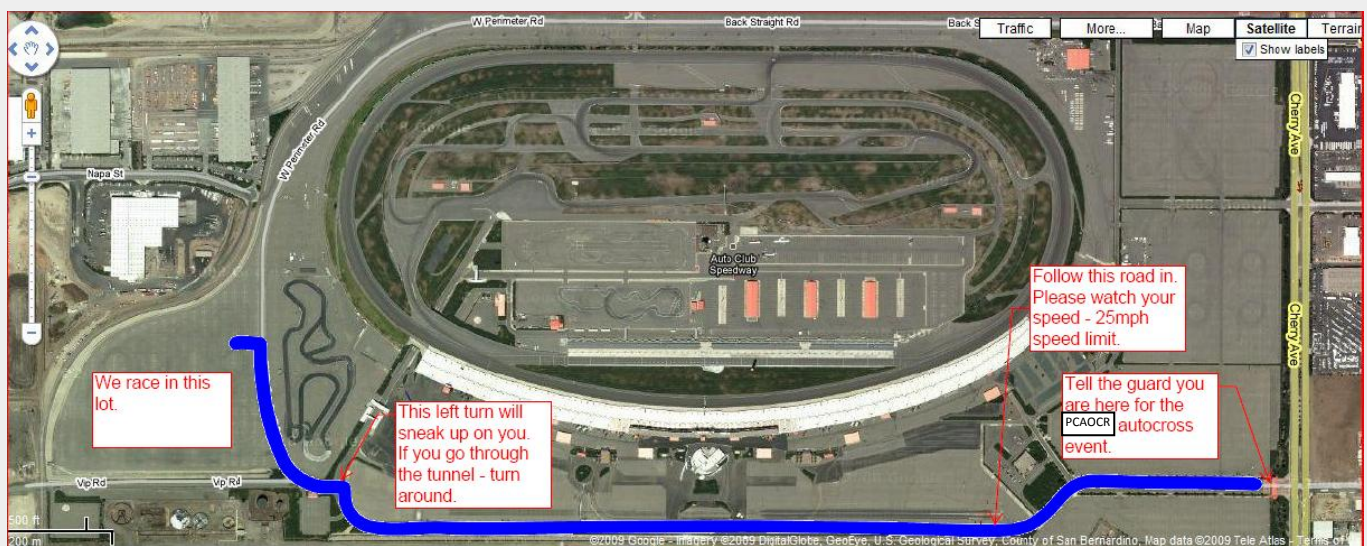 W Perimeter Rd
Back Straight Rd
Traffic
More...
Map
Satellite
Terrain
Show labels
W Perimeter Rd
Napa St
Cherry Ave
Auto Club
Speedway
Follow this road in.
Please watch your
speed - 25mph
speed limit.
Cherry Ave
We race in this
lot.
This left turn will
sneak up on you.
If you go through
the tunnel - turn
around.
Tell the guard you
are here for the
PCAOCR autocross
event.
Vip Rd
Vip Rd
500 ft
200 m
©2009 Google - Imagery ©2009 DigitalGlobe, GeoEye, U.S. Geological Survey, County of San Bernardino, Map data ©2009 Tele Atlas - Terms of